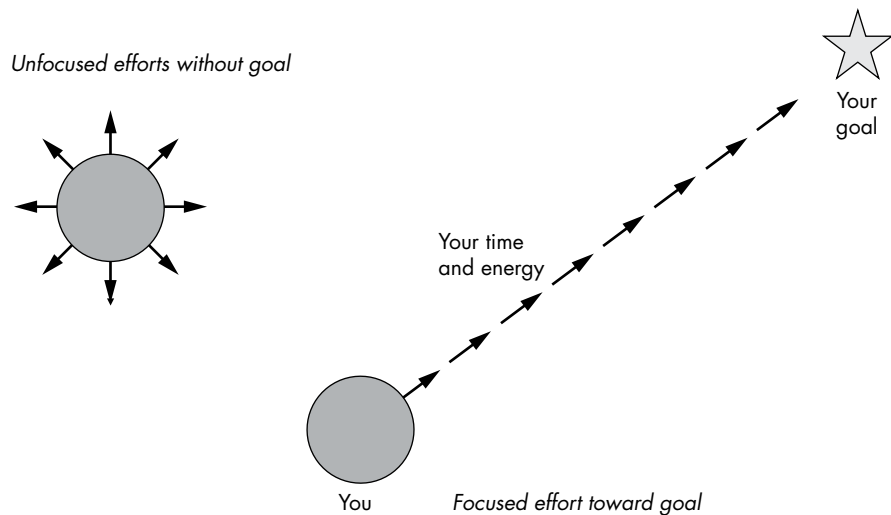 Unfocused efforts without goal
Your
goal
Your time
and energy
You
Focused effort toward goal